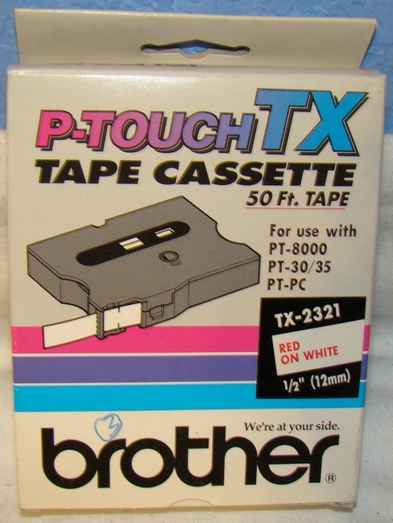 P-TOUCH TX
TAPE CASSETTE
50 Ft. TAPE
For use with
PT-8000
PT-30/35
PT-PC
TX-2321
RED
ON WHITE
1/2" (12mm)
3
We're at your side.
brother®